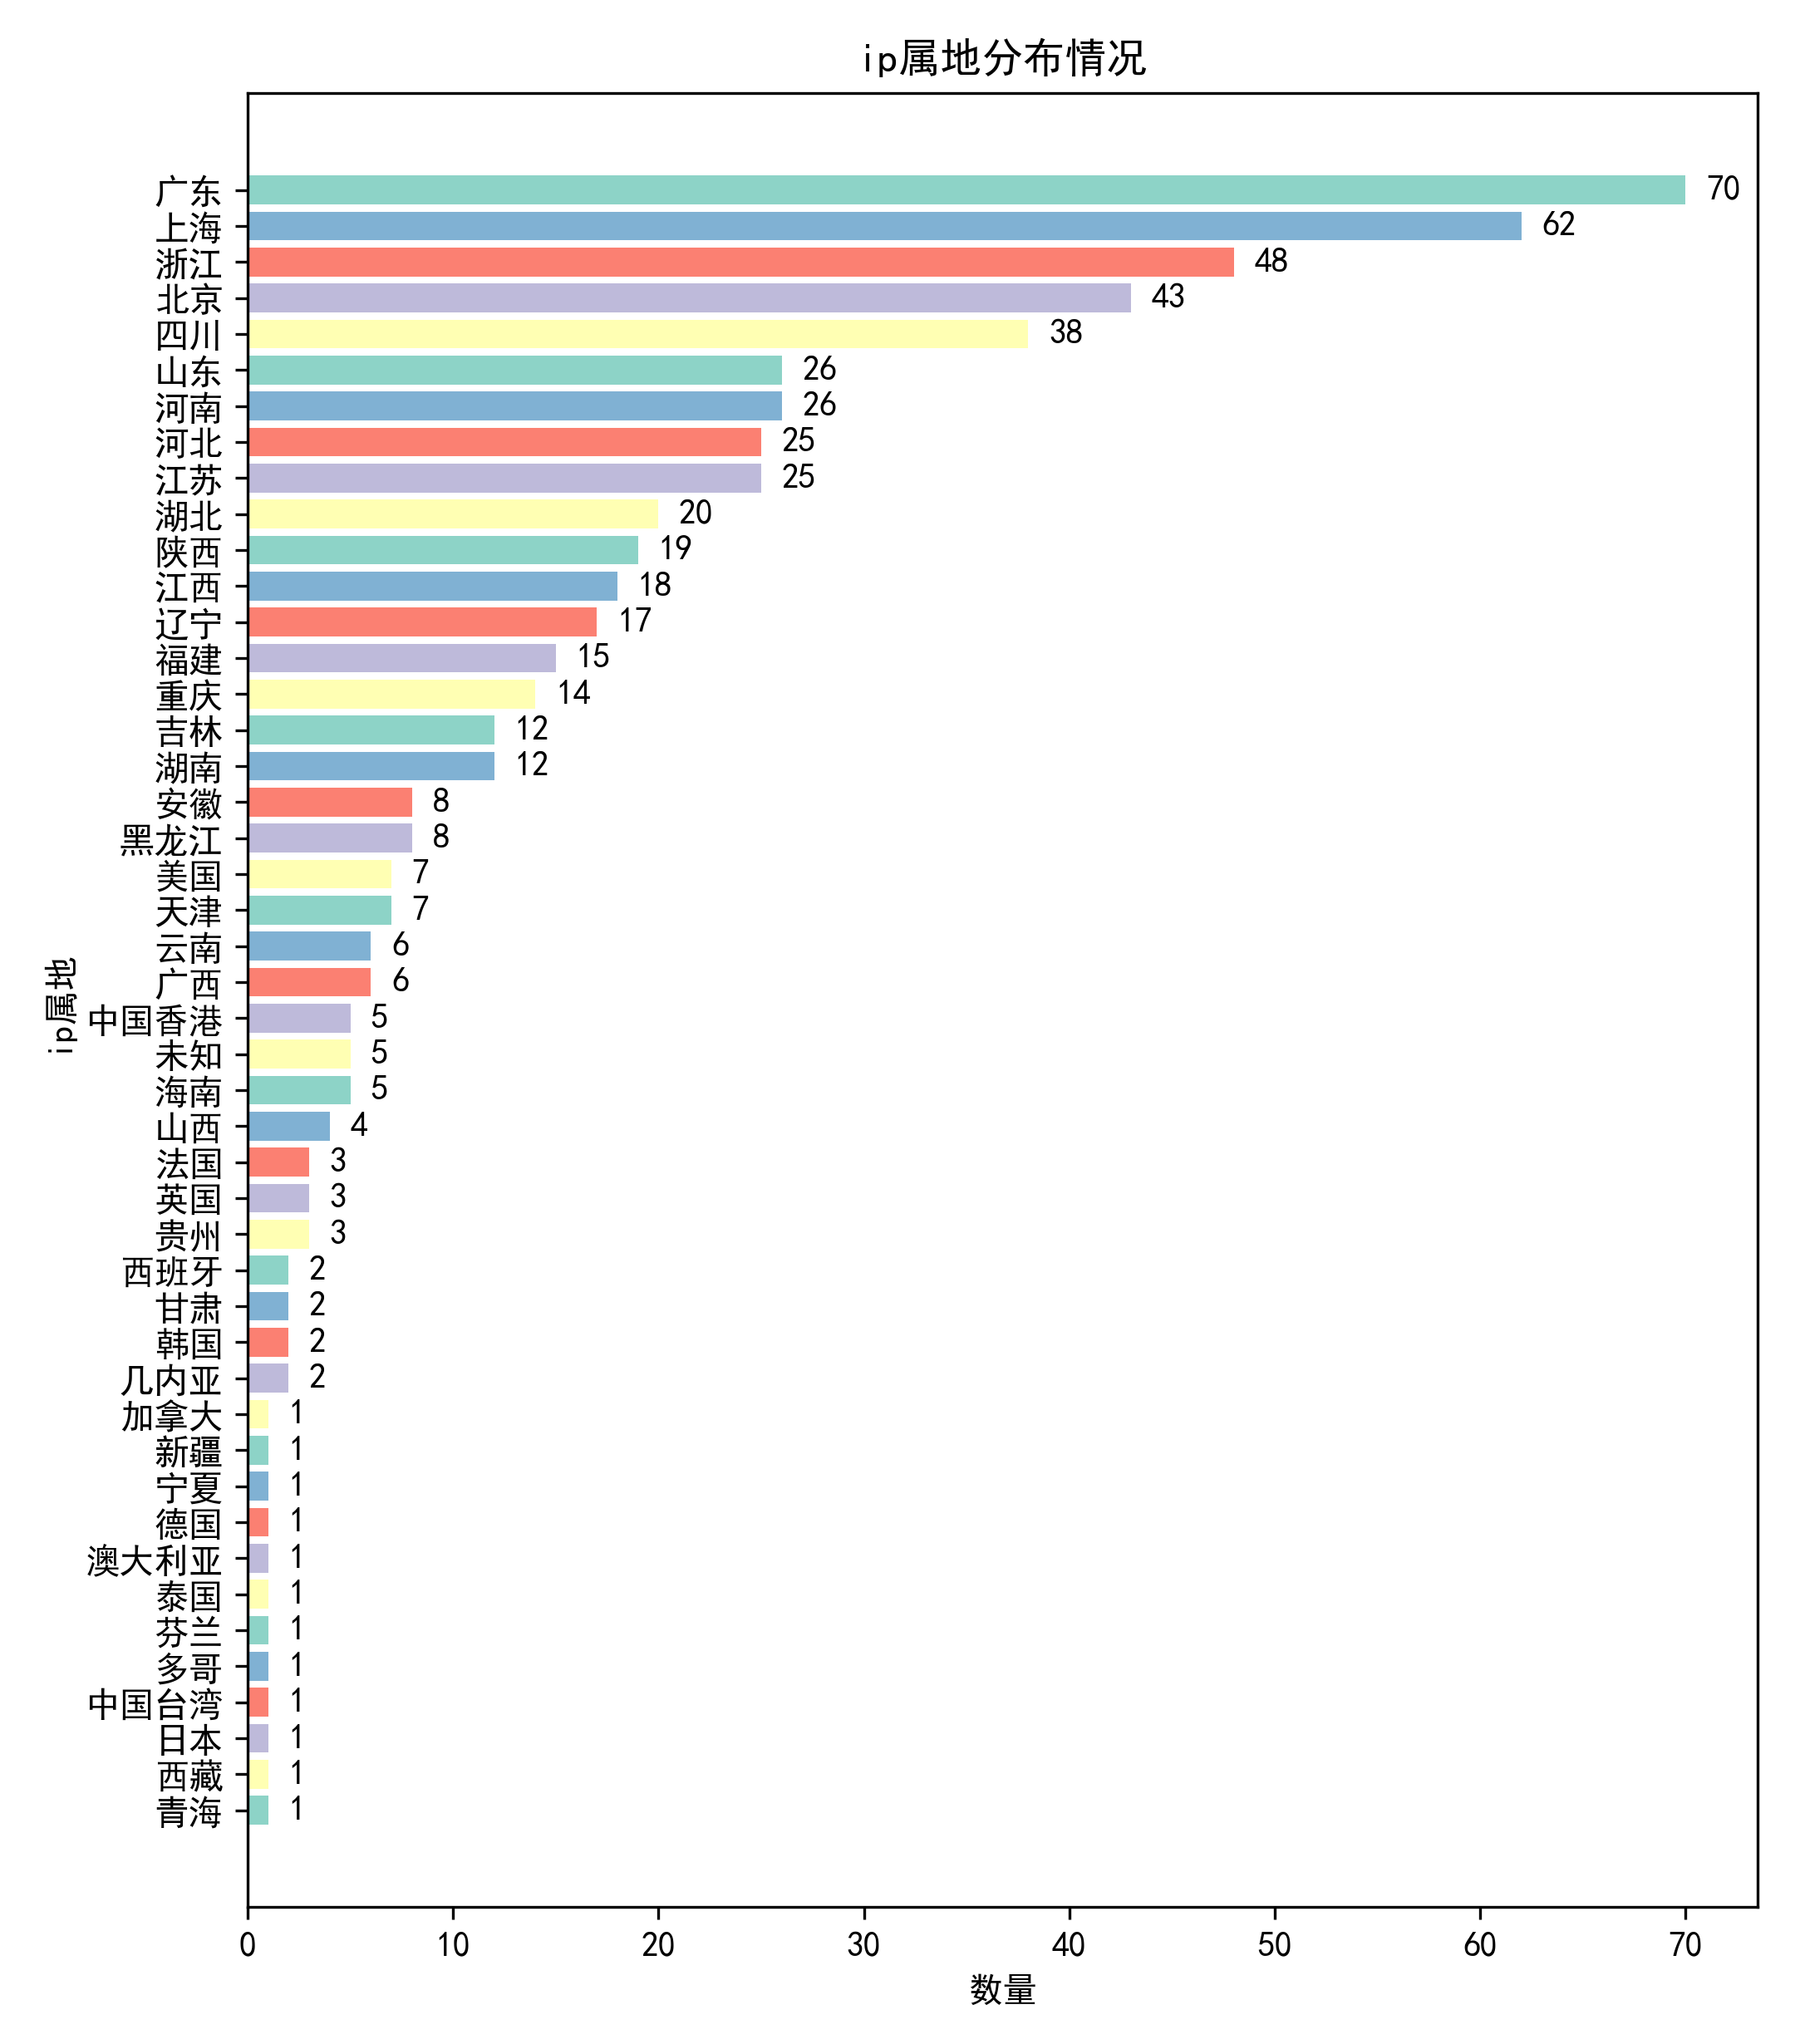 ip属地分布情况
广东 70
上海 62
浙江 48
北京 43
四川 38
山东 26
河南 26
河北 25
江苏 25
湖北 20
陕西 19
江西 18
辽宁 17
福建 15
重庆 14
吉林 12
湖南 12
安徽 8
黑龙江 8
美国 7
天津 7
云南 6
广西 6
中国香港 5
未知 5
海南 5
山西 4
法国 3
英国 3
贵州 3
西班牙 2
甘肃 2
韩国 2
几内亚 2
加拿大 1
新疆 1
宁夏 1
德国 1
澳大利亚 1
泰国 1
芬兰 1
多哥 1
中国台湾 1
日本 1
西藏 1
青海 1
ip属地
0 10 20 30 40 50 60 70
数量